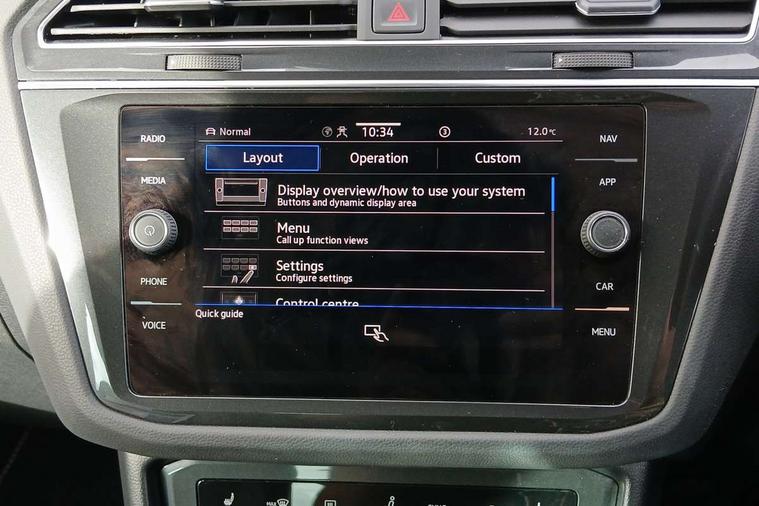 Normal 10:34 3 12.0°C
RADIO
MEDIA
PHONE
VOICE
Layout Operation Custom
Display overview/how to use your system
Buttons and dynamic display area
Menu
Call up function views
Settings
Configure settings
Control centre
Quick guide
NAV
APP
CAR
MENU
MAX